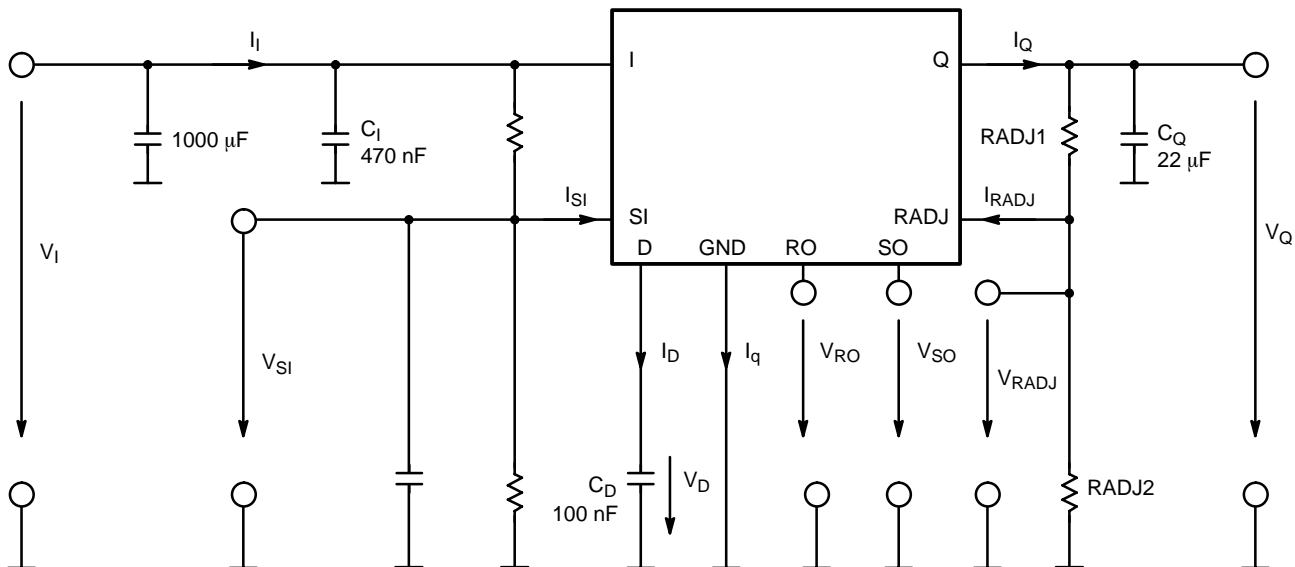 I_I
I
Q
I_Q
1000 μF
C_I
470 nF
RADJ1
C_Q
22 μF
I_SI
SI
RADJ
I_RADJ
D
GND
RO
SO
V_I
V_Q
V_SI
I_D
I_q
V_RO
V_SO
V_RADJ
C_D
100 nF
V_D
RADJ2